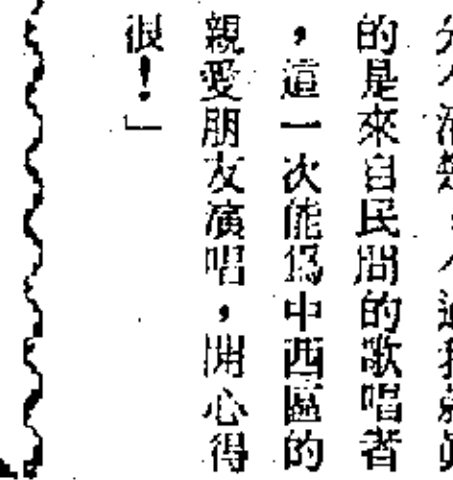 的是來自民間的歌唱者
，這一次能爲中西區的
親愛朋友演唱，開心得
很！」